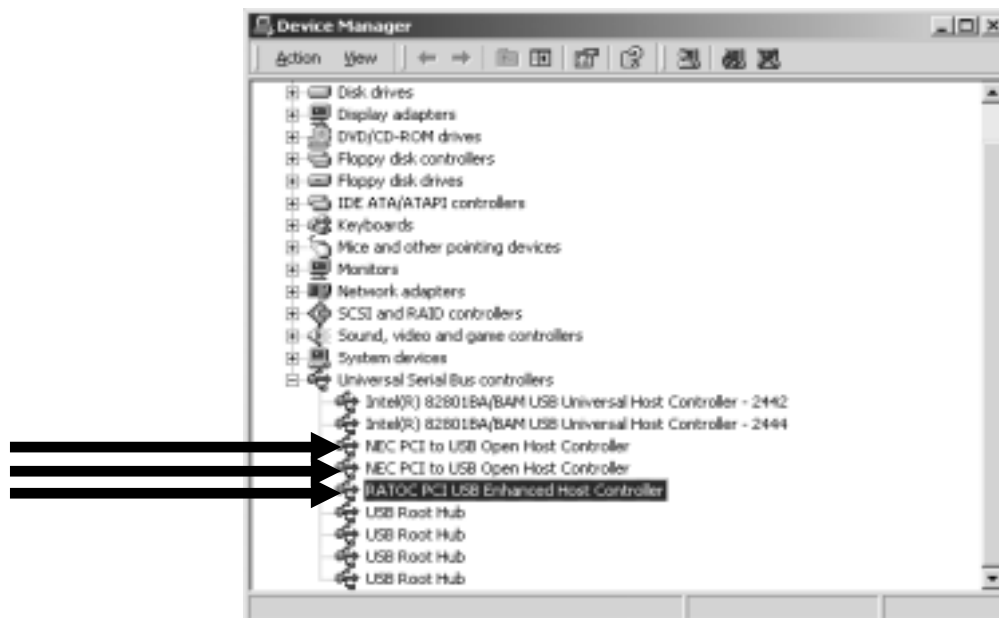 Device Manager
Action View
Disk drives
Display adapters
DVD/CD-ROM drives
Floppy disk controllers
Floppy disk drives
IDE ATA/ATAPI controllers
Keyboards
Mice and other pointing devices
Monitors
Network adapters
SCSI and RAID controllers
Sound, video and game controllers
System devices
Universal Serial Bus controllers
Intel(R) 82801BA/BAM USB Universal Host Controller - 2442
Intel(R) 82801BA/BAM USB Universal Host Controller - 2444
NEC PCI to USB Open Host Controller
NEC PCI to USB Open Host Controller
RATOC PCI USB Enhanced Host Controller
USB Root Hub
USB Root Hub
USB Root Hub
USB Root Hub